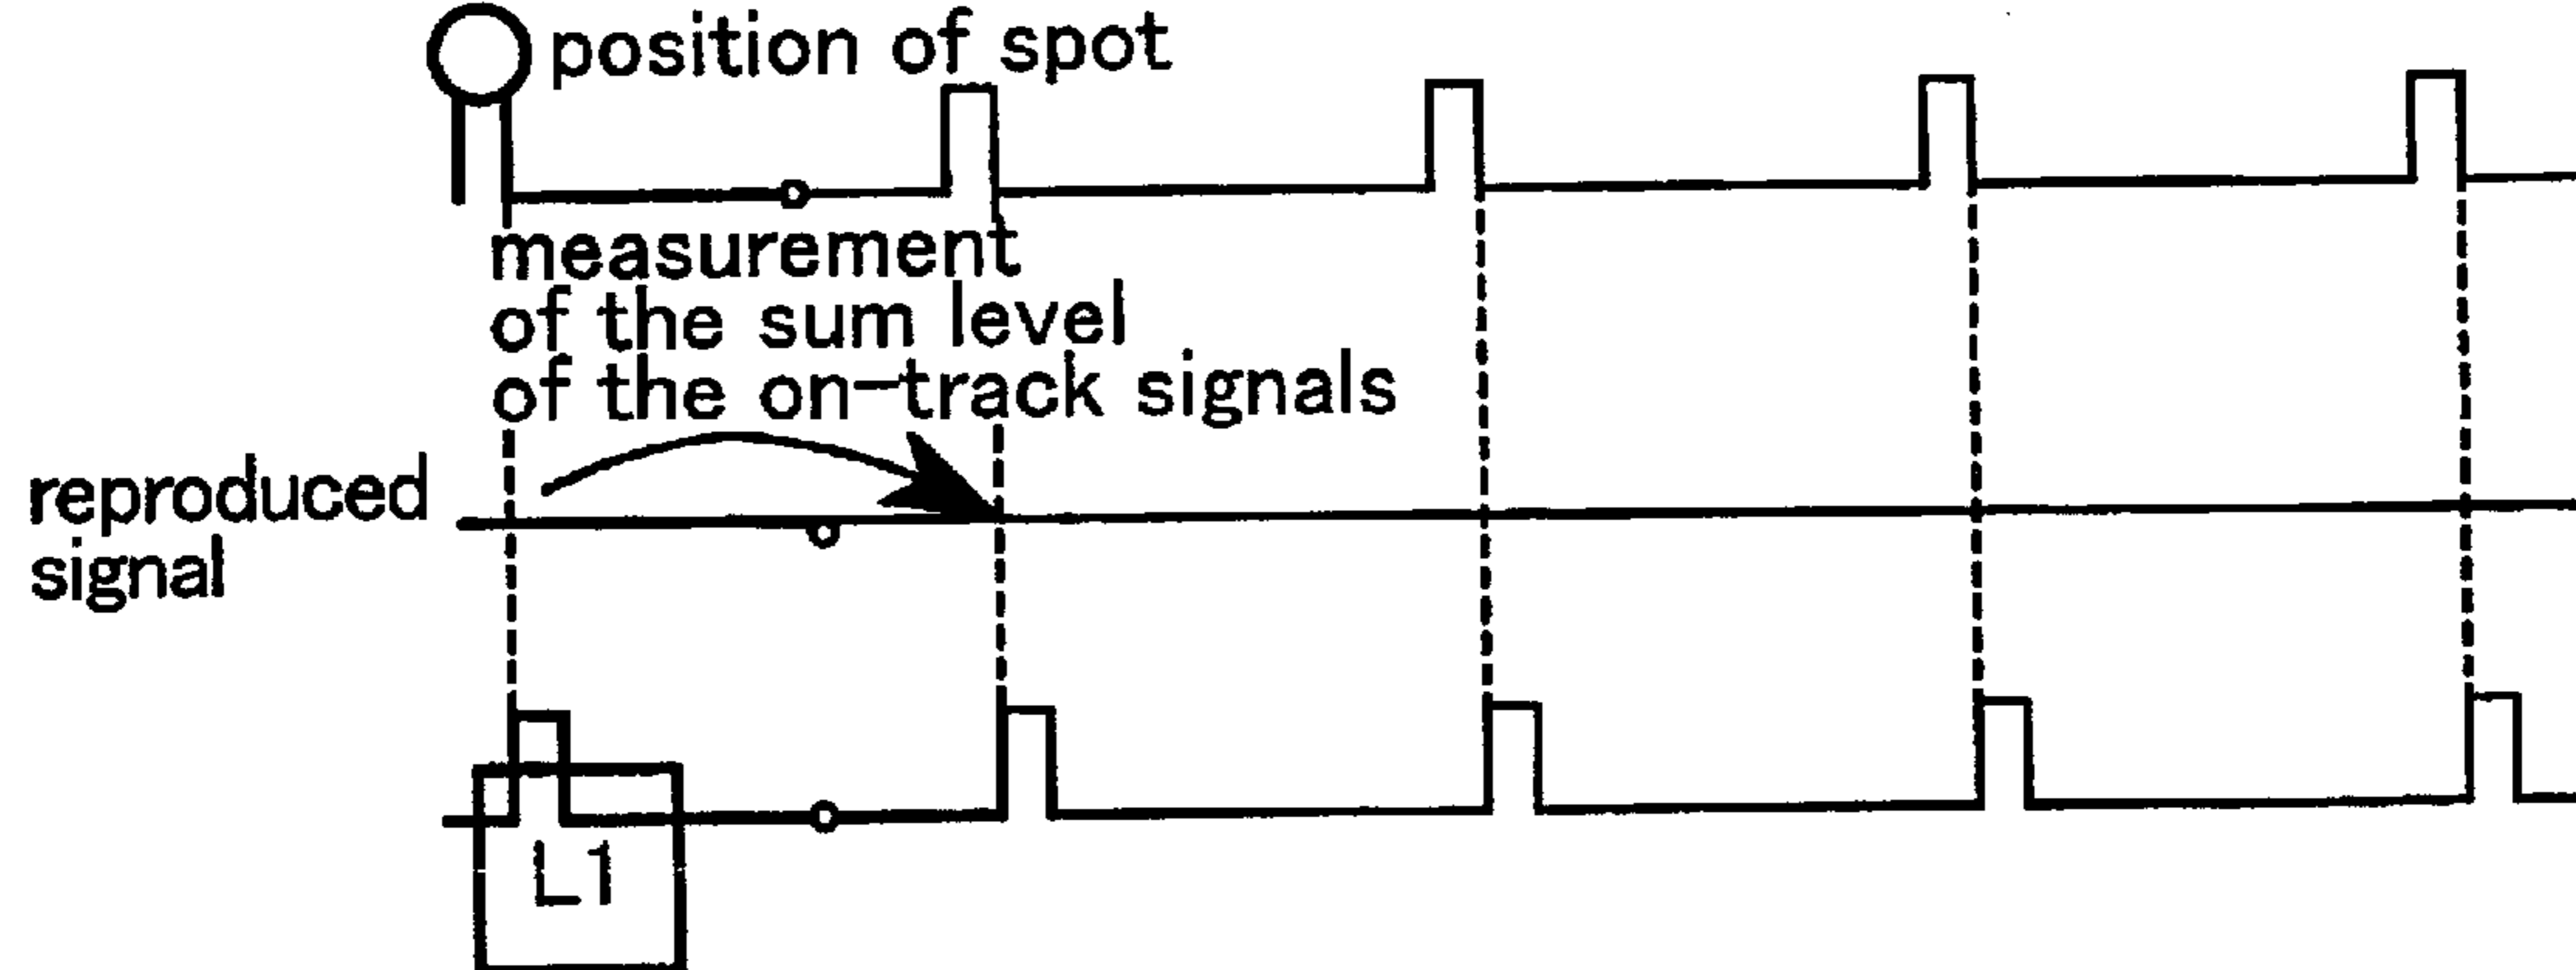 position of spot
measurement
of the sum level
of the on-track signals
reproduced
signal
L1